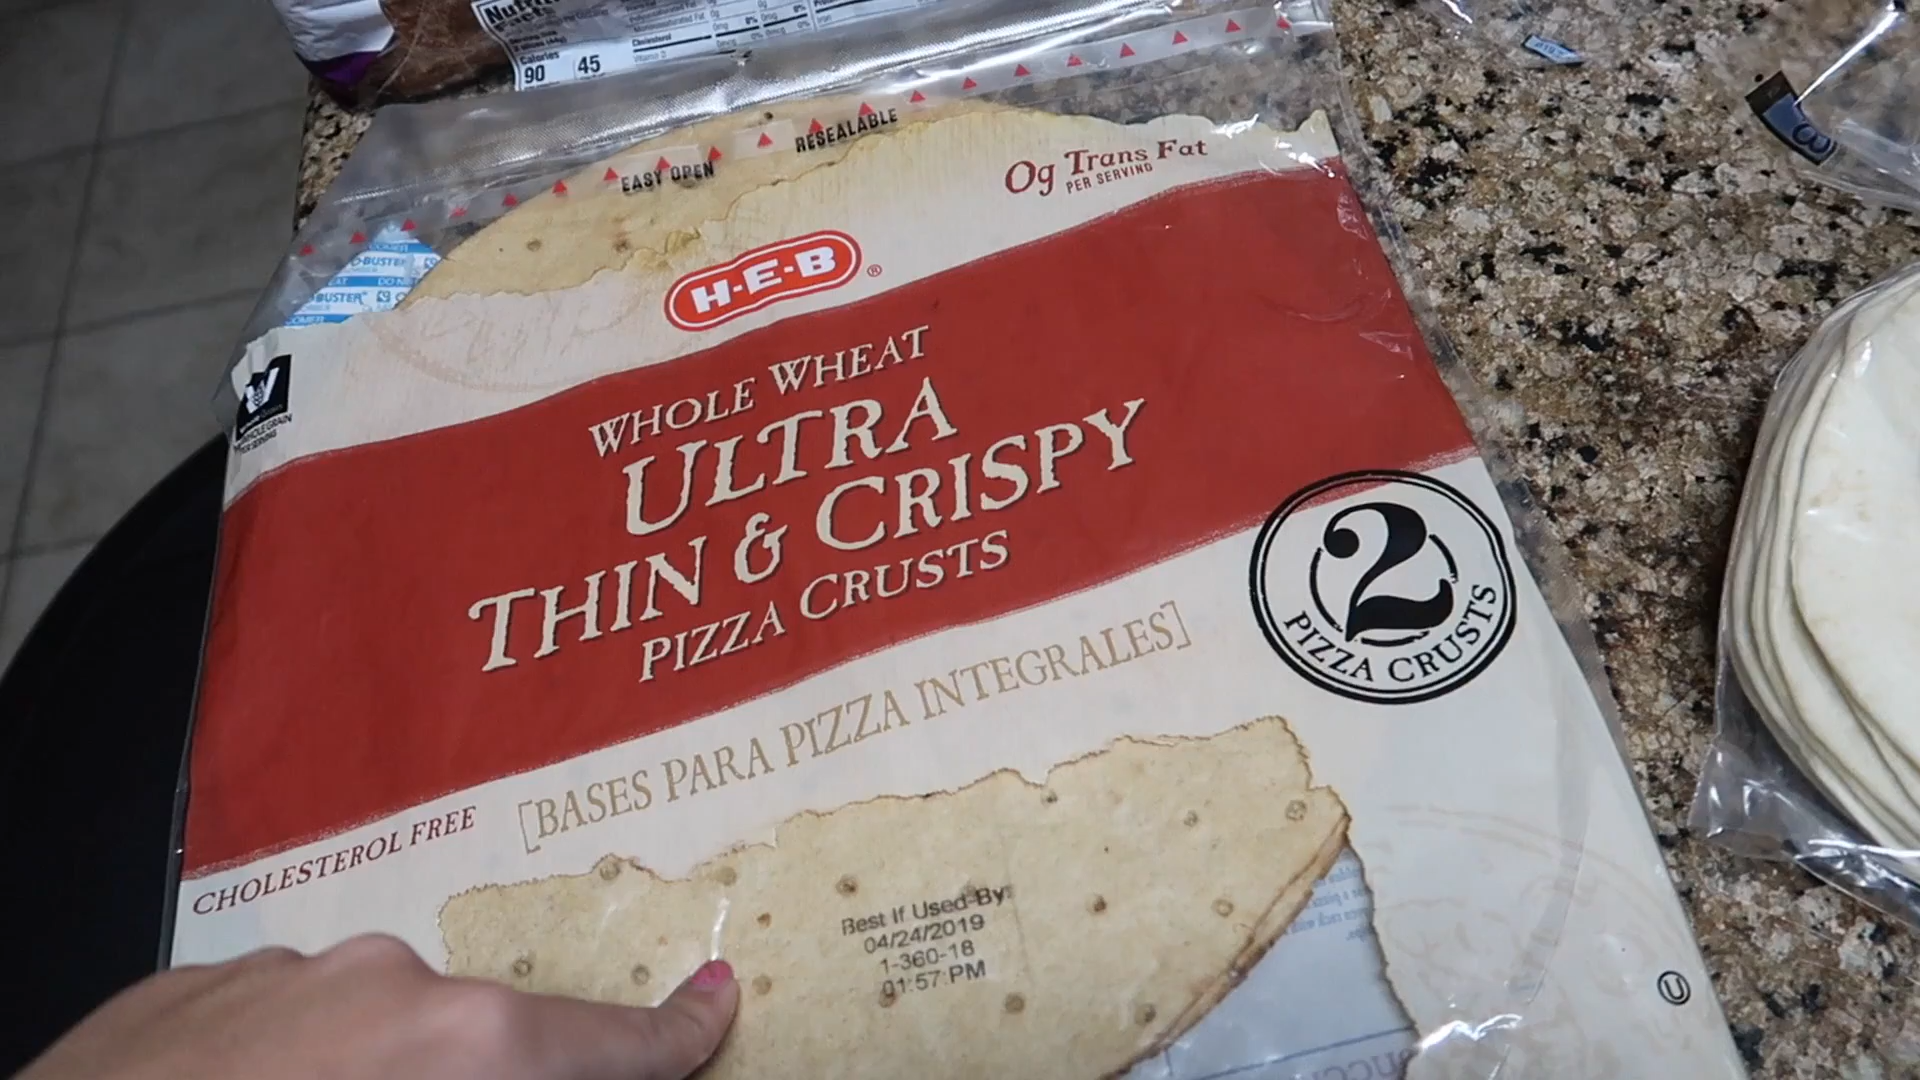 Calories
90
45
Cholesterol
EASY OPEN
RESEALABLE
0g Trans Fat
PER SERVING
H-E-B®
WHOLE WHEAT
ULTRA
THIN & CRISPY
PIZZA CRUSTS
[BASES PARA PIZZA INTEGRALES]
2
PIZZA CRUSTS
CHOLESTEROL FREE
Best If Used By:
04/24/2019
1-360-18
01:57 PM
U